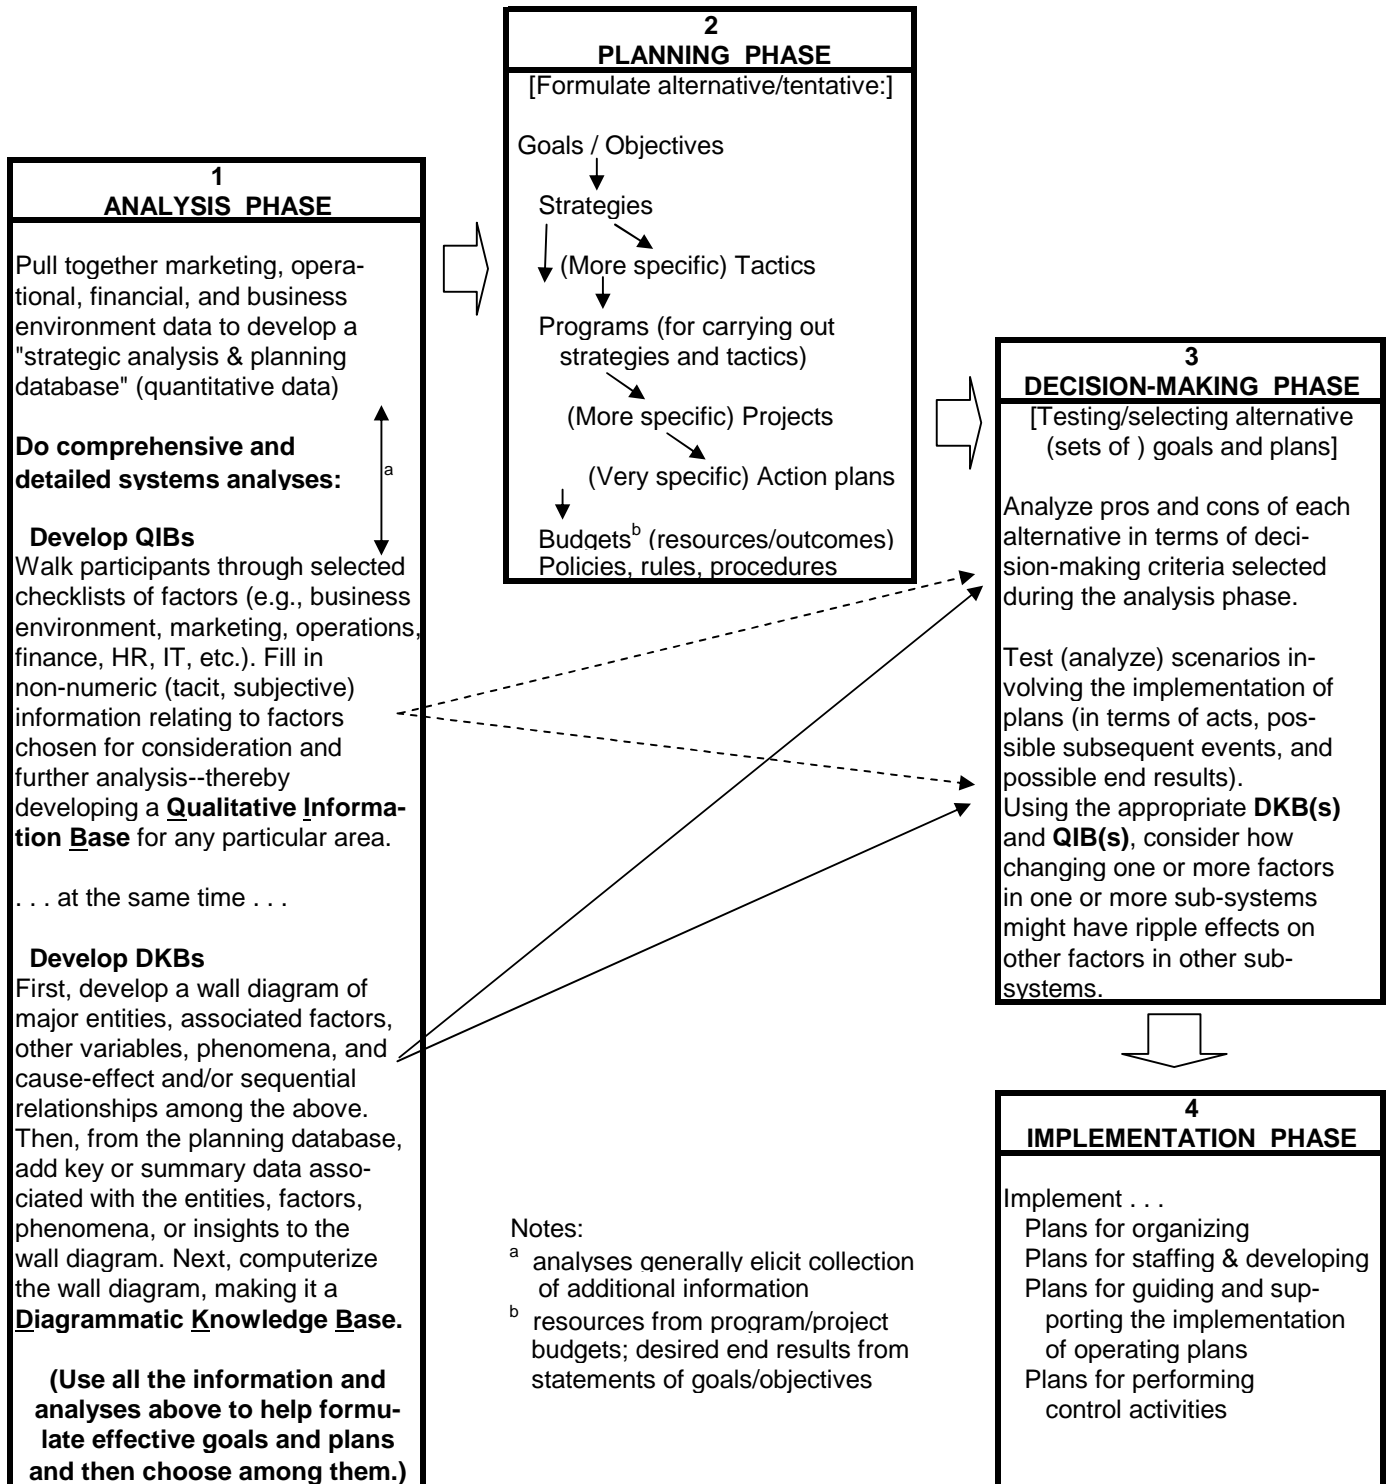 1
ANALYSIS PHASE
Pull together marketing, opera-
tional, financial, and business
environment data to develop a
"strategic analysis & planning
database" (quantitative data)
Do comprehensive and
detailed systems analyses:
a
Develop QIBs
Walk participants through selected
checklists of factors (e.g., business
environment, marketing, operations,
finance, HR, IT, etc.). Fill in
non-numeric (tacit, subjective)
information relating to factors
chosen for consideration and
further analysis--thereby
developing a Qualitative Informa-
tion Base for any particular area.
. . . at the same time . . .
Develop DKBs
First, develop a wall diagram of
major entities, associated factors,
other variables, phenomena, and
cause-effect and/or sequential
relationships among the above.
Then, from the planning database,
add key or summary data asso-
ciated with the entities, factors,
phenomena, or insights to the
wall diagram. Next, computerize
the wall diagram, making it a
Diagrammatic Knowledge Base.
(Use all the information and
analyses above to help formu-
late effective goals and plans
and then choose among them.)
2
PLANNING PHASE
[Formulate alternative/tentative:]
Goals / Objectives
Strategies
(More specific) Tactics
Programs (for carrying out
strategies and tactics)
(More specific) Projects
(Very specific) Action plans
Budgets b (resources/outcomes)
Policies, rules, procedures
3
DECISION-MAKING PHASE
[Testing/selecting alternative
(sets of ) goals and plans]
Analyze pros and cons of each
alternative in terms of deci-
sion-making criteria selected
during the analysis phase.
Test (analyze) scenarios in-
volving the implementation of
plans (in terms of acts, pos-
sible subsequent events, and
possible end results).
Using the appropriate DKB(s)
and QIB(s), consider how
changing one or more factors
in one or more sub-systems
might have ripple effects on
other factors in other sub-
systems.
4
IMPLEMENTATION PHASE
Implement . . .
Plans for organizing
Plans for staffing & developing
Plans for guiding and sup-
porting the implementation
of operating plans
Plans for performing
control activities
Notes:
a analyses generally elicit collection
of additional information
b resources from program/project
budgets; desired end results from
statements of goals/objectives